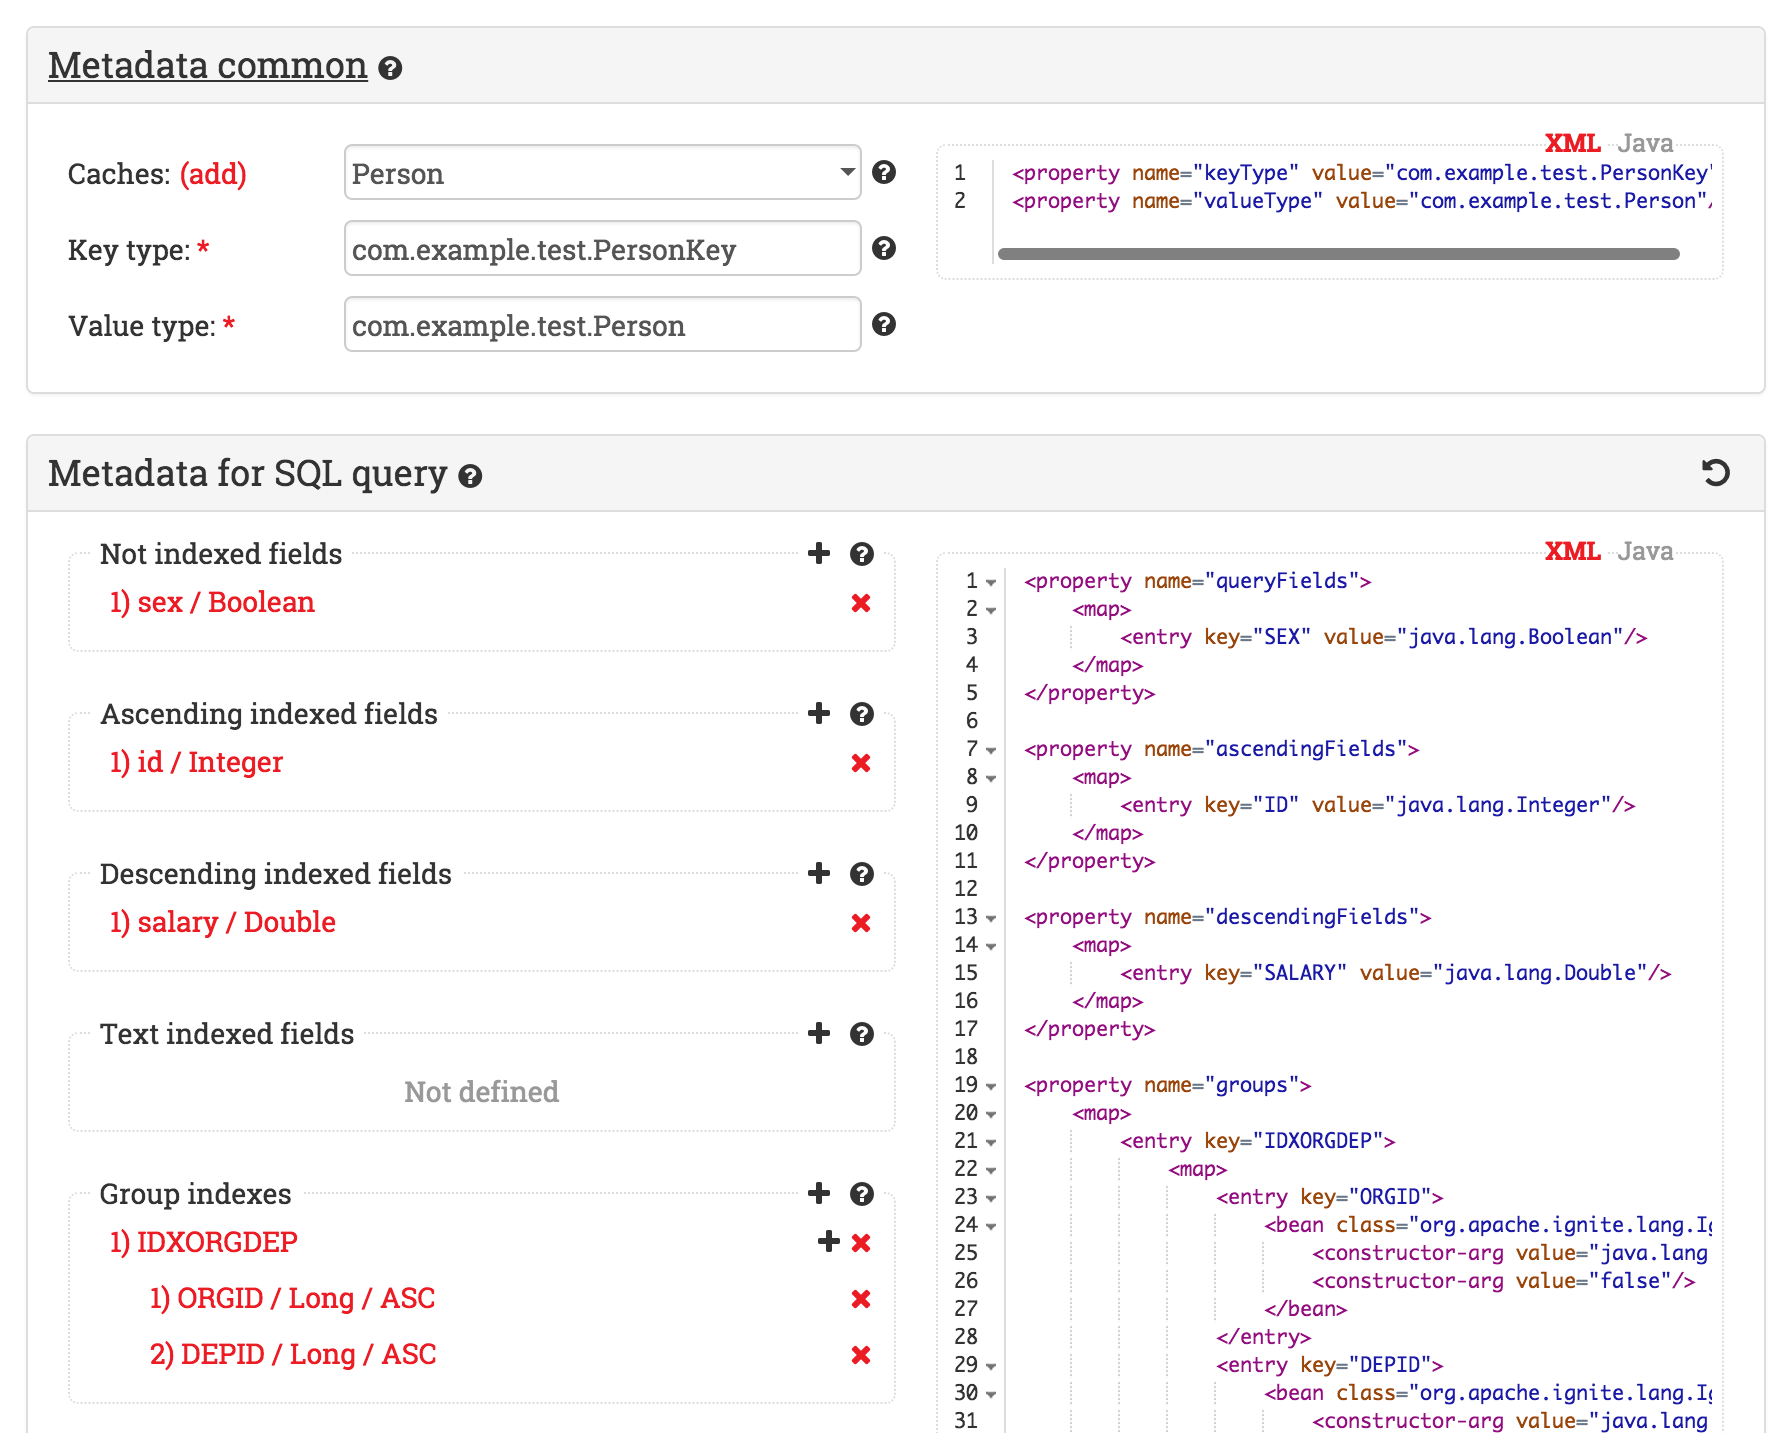 Metadata common
Caches: (add)
Person
Key type: *
com.example.test.PersonKey
Value type: *
com.example.test.Person
XML Java
1 <property name="keyType" value="com.example.test.PersonKey"
2 <property name="valueType" value="com.example.test.Person"/
Metadata for SQL query
Not indexed fields
1) sex / Boolean
Ascending indexed fields
1) id / Integer
Descending indexed fields
1) salary / Double
Text indexed fields
Not defined
Group indexes
1) IDXORGDEP
1) ORGID / Long / ASC
2) DEPID / Long / ASC
XML Java
1 <property name="queryFields">
2 <map>
3 <entry key="SEX" value="java.lang.Boolean"/>
4 </map>
5 </property>
6
7 <property name="ascendingFields">
8 <map>
9 <entry key="ID" value="java.lang.Integer"/>
10 </map>
11 </property>
12
13 <property name="descendingFields">
14 <map>
15 <entry key="SALARY" value="java.lang.Double"/>
16 </map>
17 </property>
18
19 <property name="groups">
20 <map>
21 <entry key="IDXORGDEP">
22 <map>
23 <entry key="ORGID">
24 <bean class="org.apache.ignite.lang.Ig
25 <constructor-arg value="java.lang
26 <constructor-arg value="false"/>
27 </bean>
28 </entry>
29 <entry key="DEPID">
30 <bean class="org.apache.ignite.lang.Ig
31 <constructor-arg value="java.lang